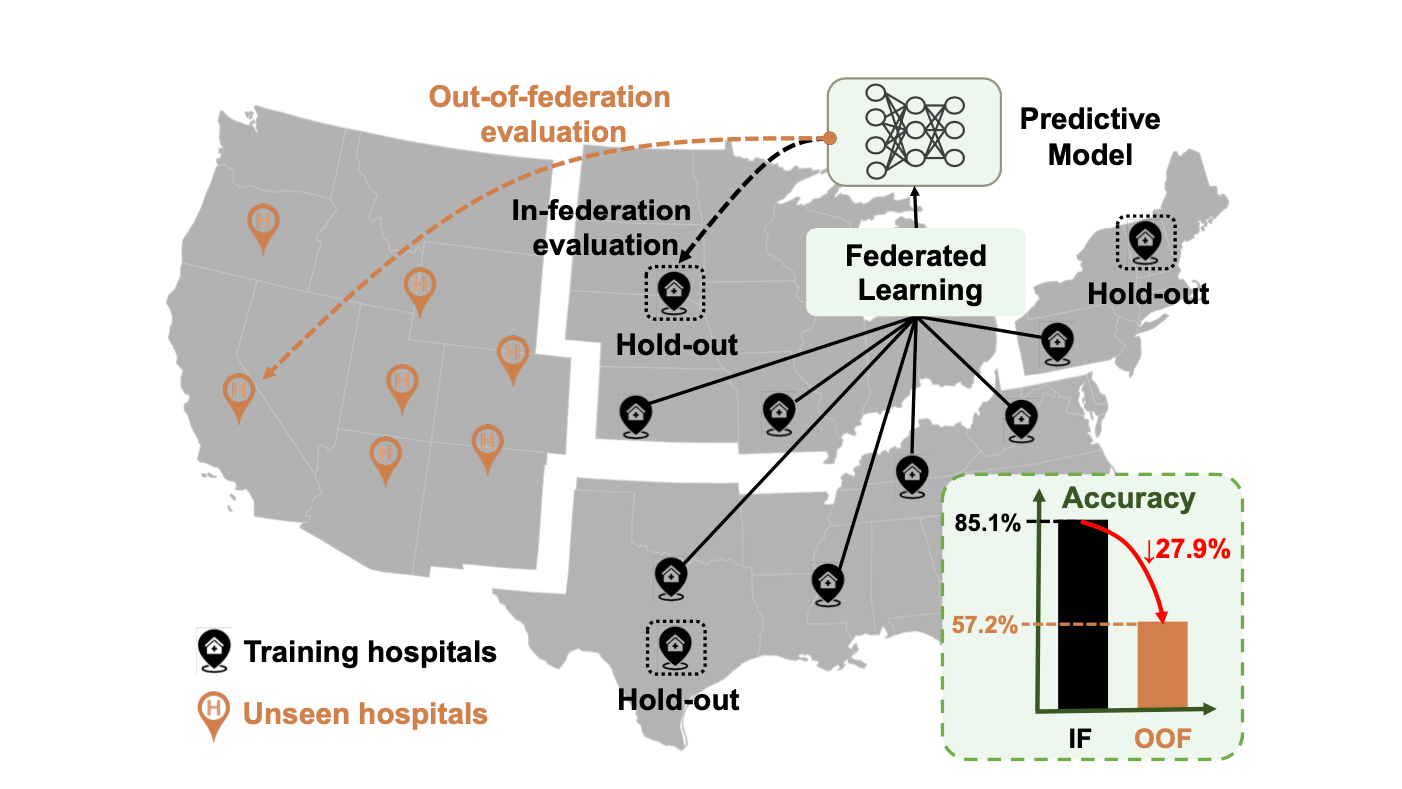 Out-of-federation
evaluation
Predictive
Model
In-federation
evaluation
Federated
Learning
Hold-out
Hold-out
Accuracy
85.1%
↓27.9%
57.2%
IF
OOF
Training hospitals
Unseen hospitals
Hold-out
H
H
H
H
H
H
H
H